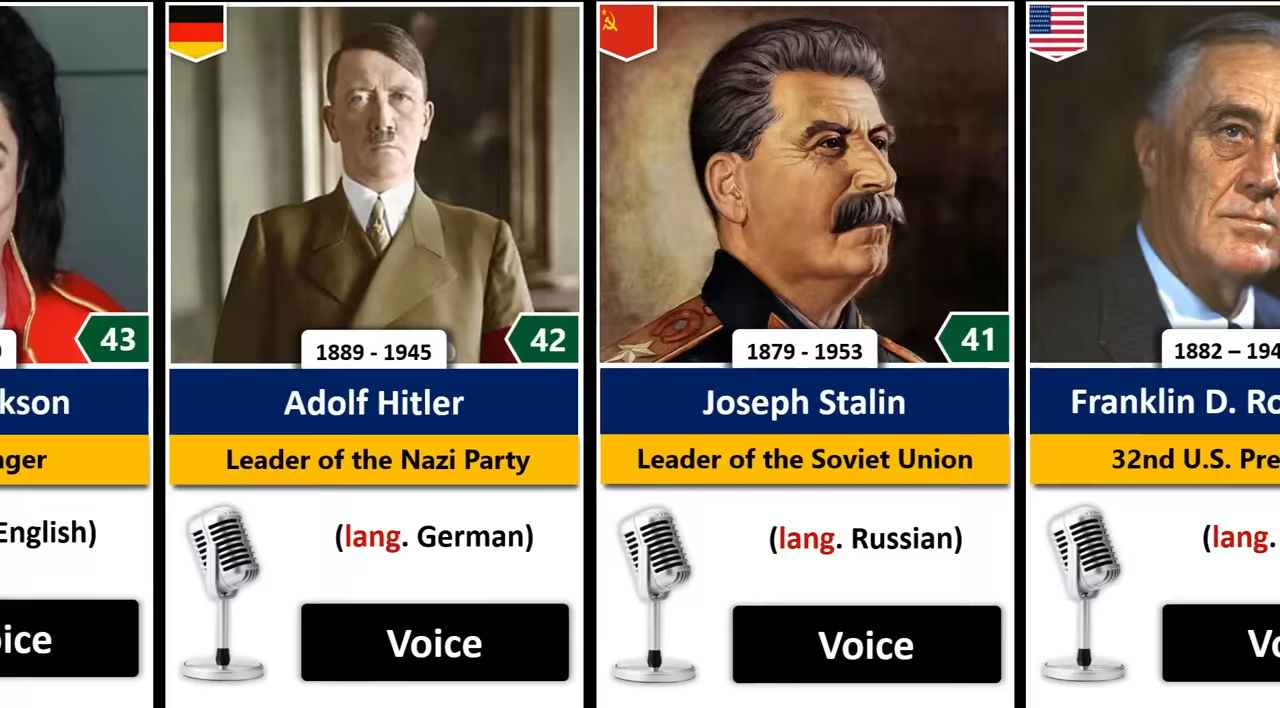 43
kson
nger
English)
oice
1889 - 1945
42
Adolf Hitler
Leader of the Nazi Party
(lang. German)
Voice
1879 - 1953
41
Joseph Stalin
Leader of the Soviet Union
(lang. Russian)
Voice
1882 – 194
Franklin D. Ro
32nd U.S. Pre
(lang.
Vo